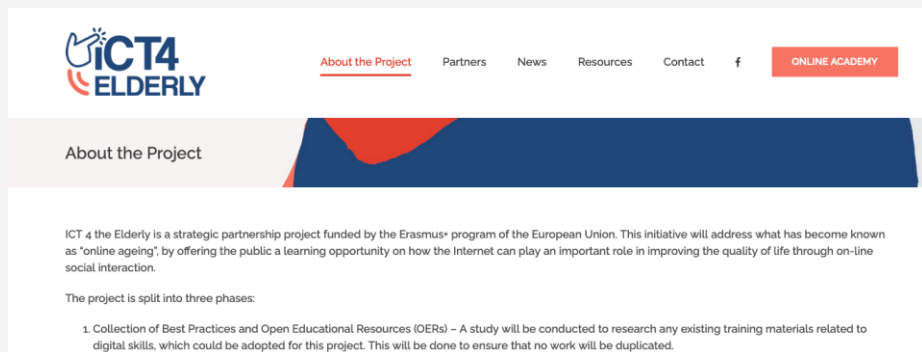 iCT4
ELDERLY
About the Project Partners News Resources Contact f ONLINE ACADEMY
About the Project
ICT 4 the Elderly is a strategic partnership project funded by the Erasmus+ program of the European Union. This initiative will address what has become known
as "online ageing", by offering the public a learning opportunity on how the Internet can play an important role in improving the quality of life through on-line
social interaction.
The project is split into three phases:
1. Collection of Best Practices and Open Educational Resources (OERs) – A study will be conducted to research any existing training materials related to
digital skills, which could be adopted for this project. This will be done to ensure that no work will be duplicated.